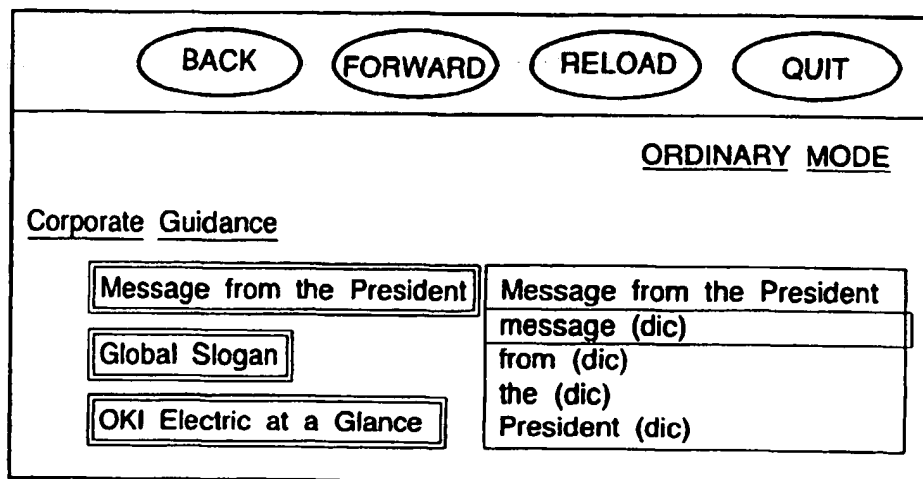 BACK FORWARD RELOAD QUIT
ORDINARY MODE
Corporate Guidance
Message from the President
Global Slogan
OKI Electric at a Glance
Message from the President
message (dic)
from (dic)
the (dic)
President (dic)